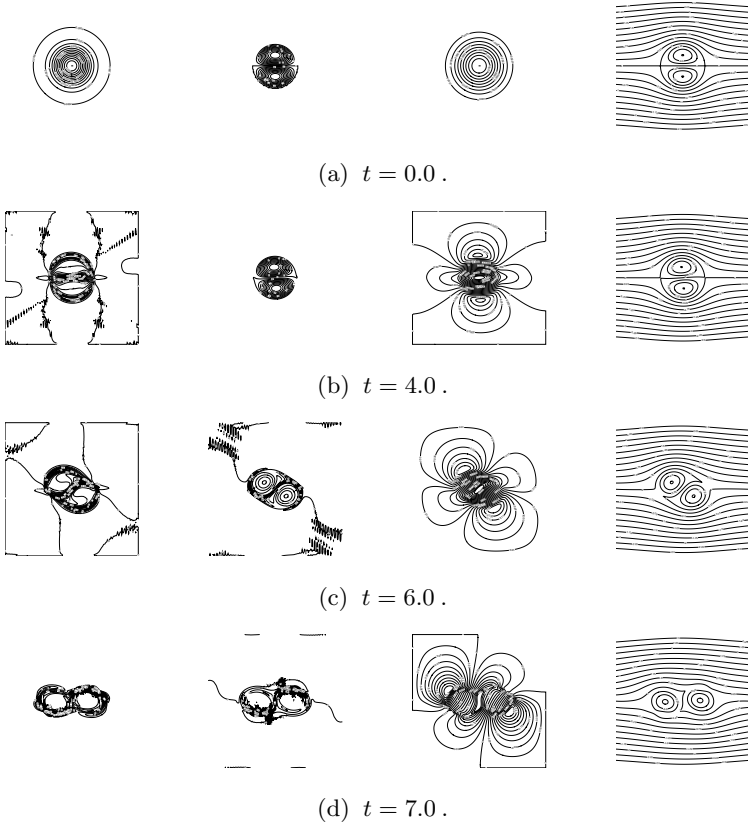 (a) t = 0.0 .
(b) t = 4.0 .
(c) t = 6.0 .
(d) t = 7.0 .